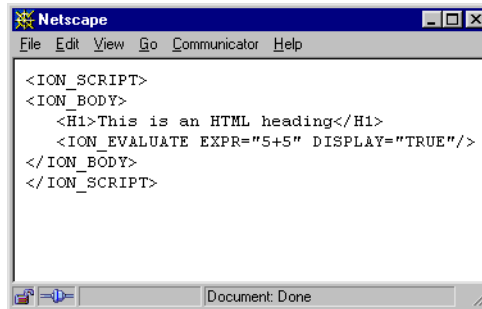 Netscape
File Edit View Go Communicator Help
<ION_SCRIPT>
<ION_BODY>
<H1>This is an HTML heading</H1>
<ION_EVALUATE EXPR="5+5" DISPLAY="TRUE"/>
</ION_BODY>
</ION_SCRIPT>
Document: Done